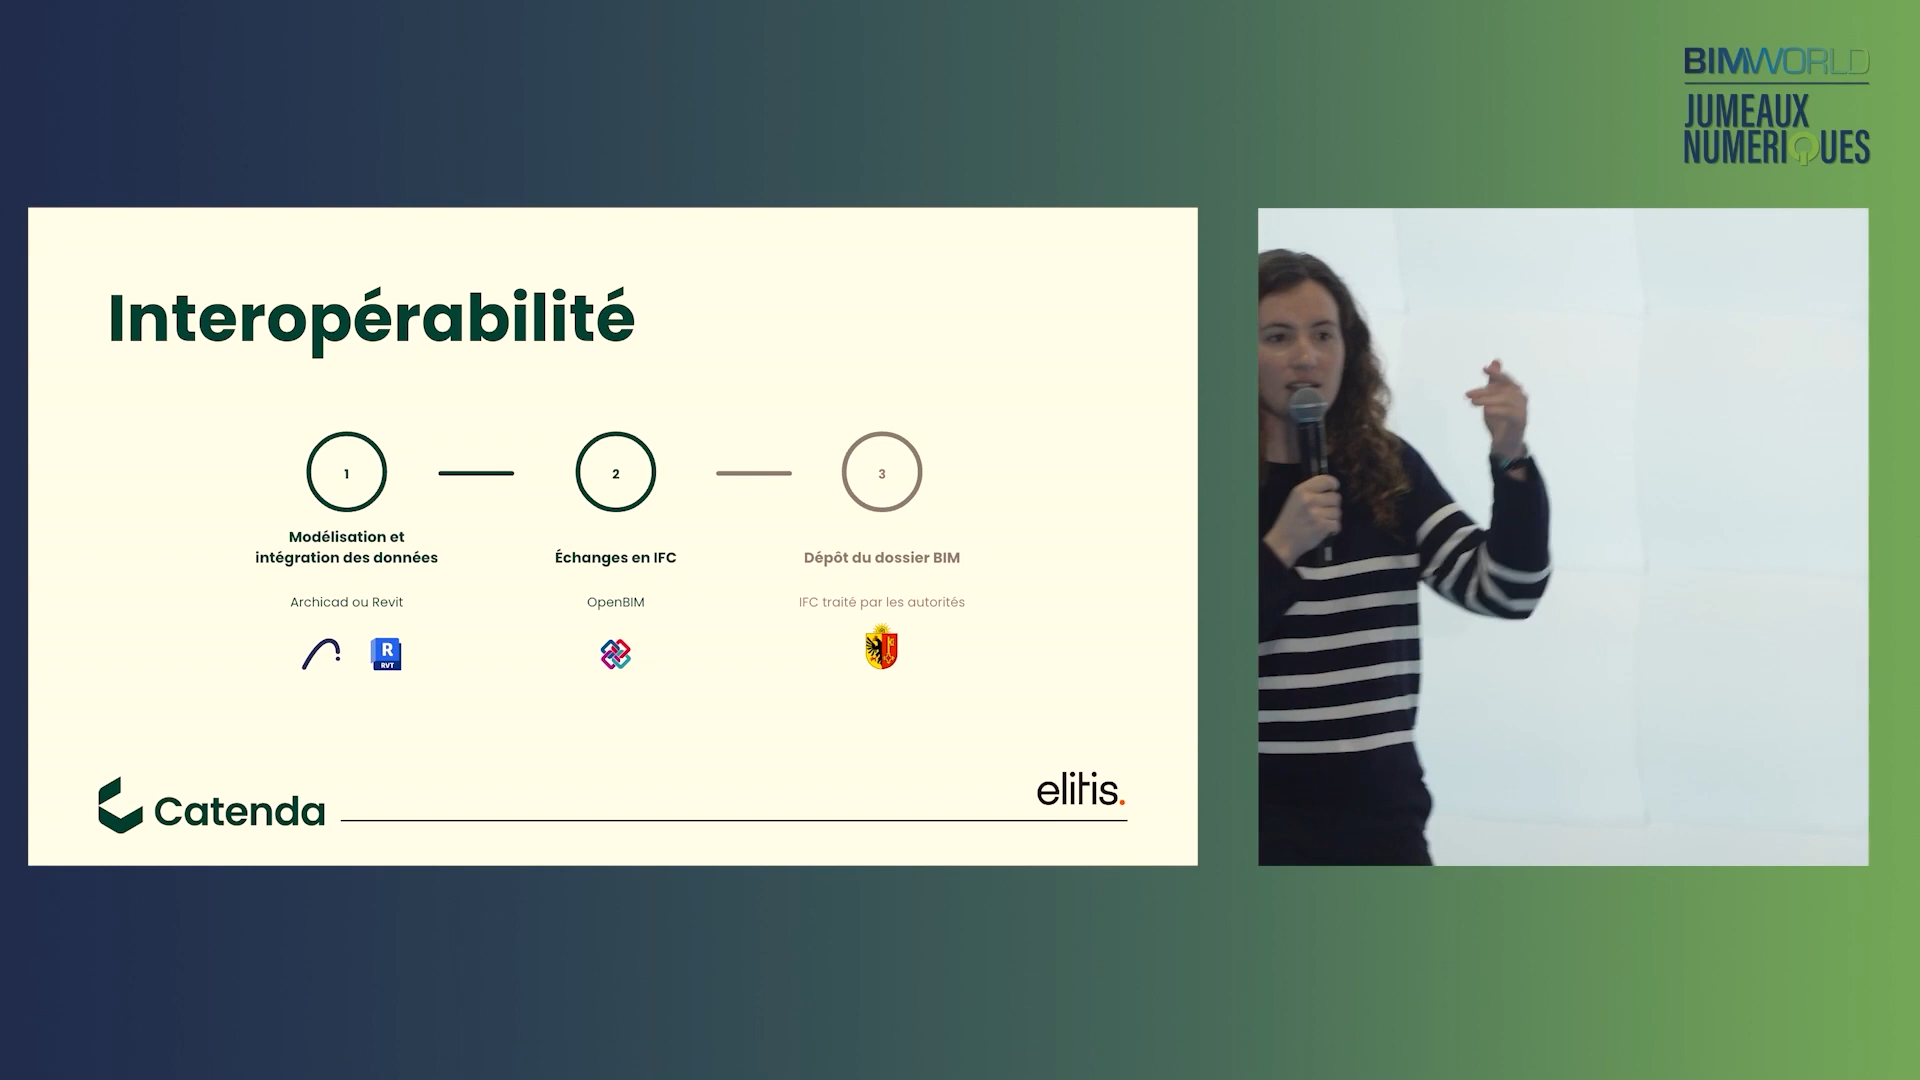 BIMWORLD
JUMEAUX
NUMERIQUES
Interopérabilité
1
2
3
Modélisation et
intégration des données
Échanges en IFC
Dépôt du dossier BIM
Archicad ou Revit
OpenBIM
IFC traité par les autorités
R
RVT
Catenda
elitis.